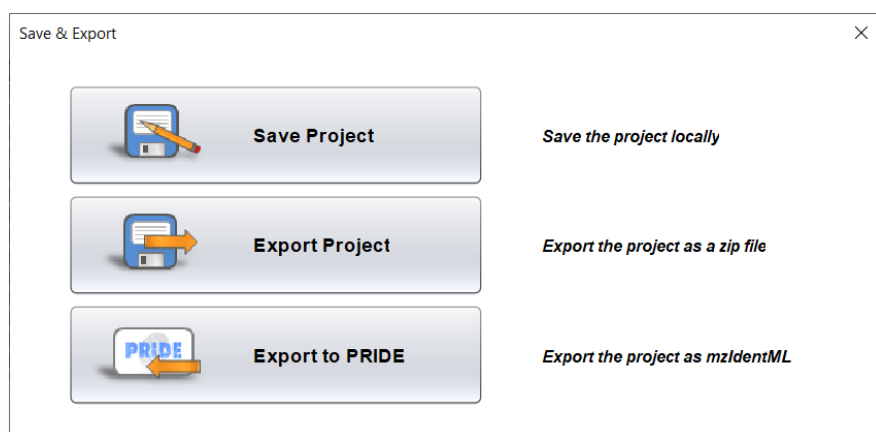 Save & Export
Save Project
Save the project locally
Export Project
Export the project as a zip file
PRIDE
Export to PRIDE
Export the project as mzIdentML